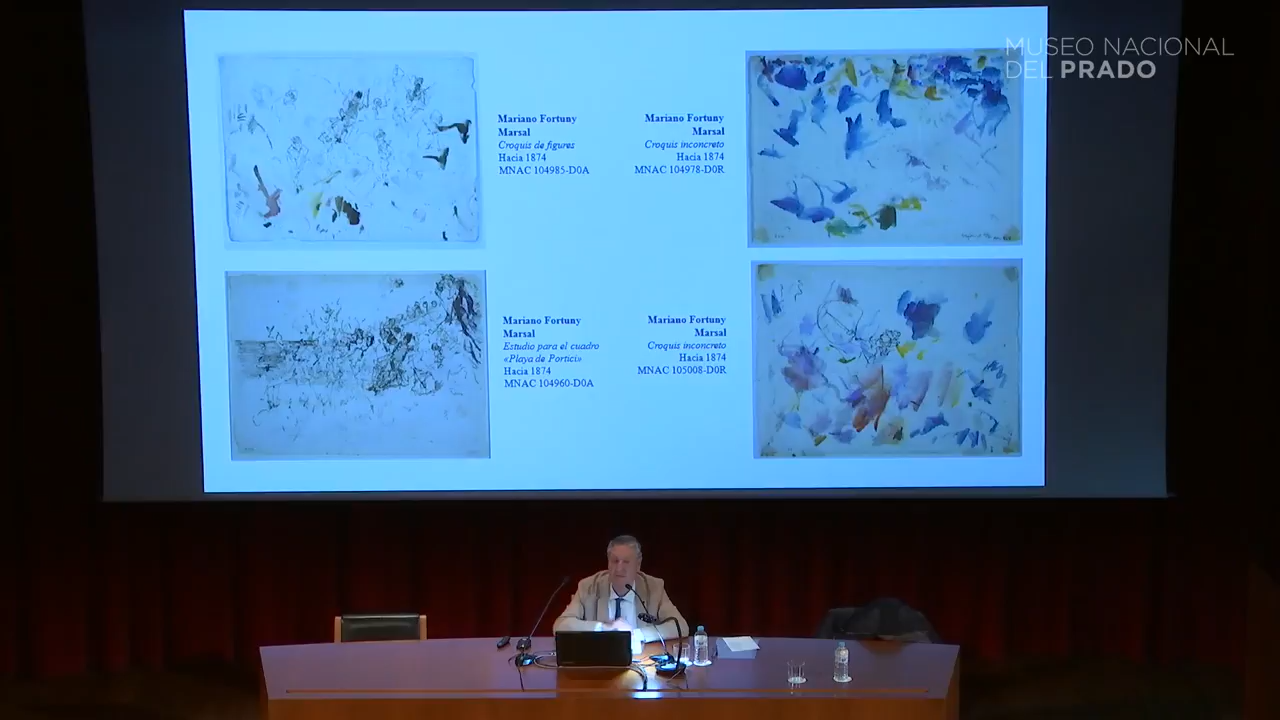 MUSEO NACIONAL
DEL PRADO
Mariano Fortuny
Marsal
Croquis de figures
Hacia 1874
MNAC 104985-D0A
Mariano Fortuny
Marsal
Croquis inconcreto
Hacia 1874
MNAC 104978-D0R
Mariano Fortuny
Marsal
Estudio para el cuadro
«Playa de Portici»
Hacia 1874
MNAC 104960-D0A
Mariano Fortuny
Marsal
Croquis inconcreto
Hacia 1874
MNAC 105008-D0R